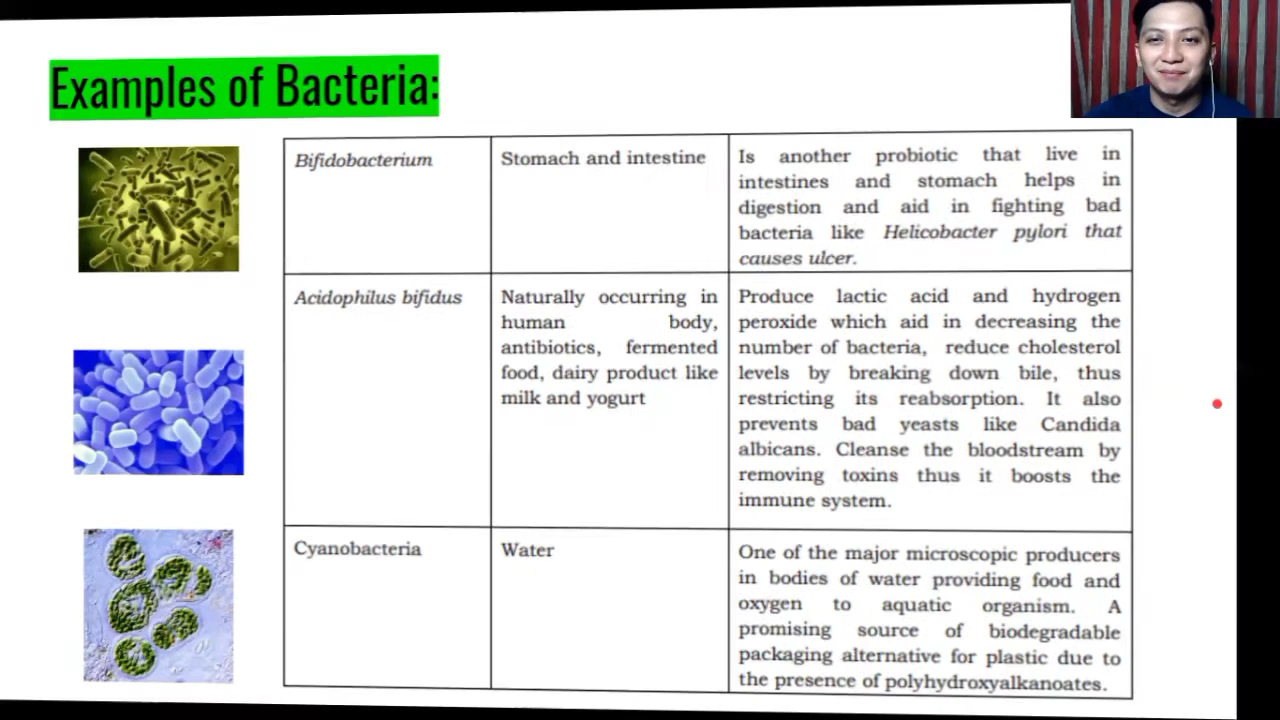 Examples of Bacteria:
Bifidobacterium
Stomach and intestine
Is another probiotic that live in
intestines and stomach helps in
digestion and aid in fighting bad
bacteria like Helicobacter pylori that
causes ulcer.
Acidophilus bifidus
Naturally occurring in
human body,
antibiotics, fermented
food, dairy product like
milk and yogurt
Produce lactic acid and hydrogen
peroxide which aid in decreasing the
number of bacteria, reduce cholesterol
levels by breaking down bile, thus
restricting its reabsorption. It also
prevents bad yeasts like Candida
albicans. Cleanse the bloodstream by
removing toxins thus it boosts the
immune system.
Cyanobacteria
Water
One of the major microscopic producers
in bodies of water providing food and
oxygen to aquatic organism. A
promising source of biodegradable
packaging alternative for plastic due to
the presence of polyhydroxyalkanoates.